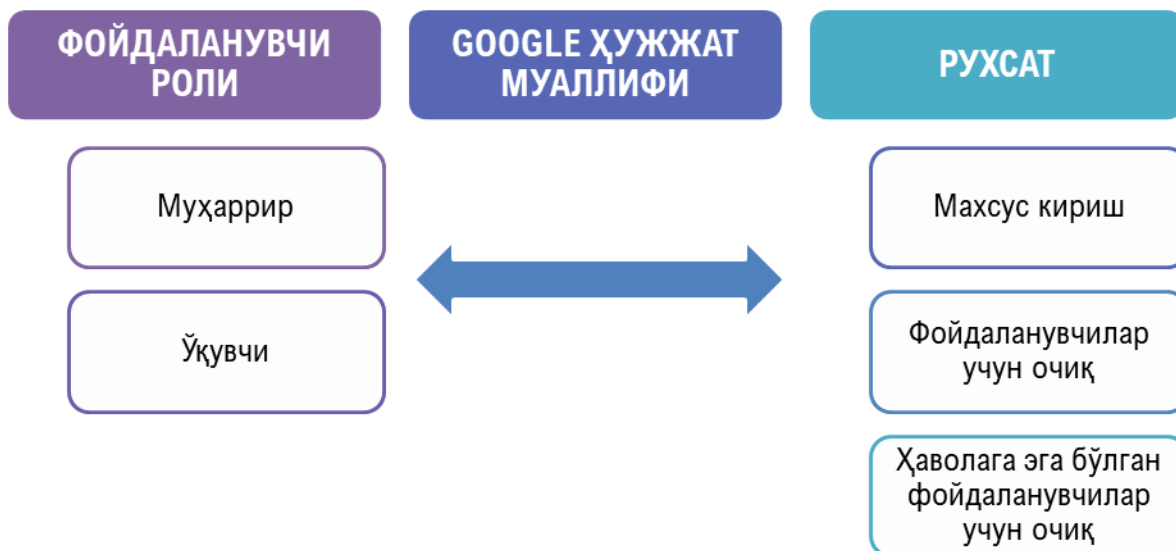 ФОЙДАЛАНУВЧИ
РОЛИ
GOOGLE ҲУЖЖАТ
МУАЛЛИФИ
РУХСАТ
Муҳаррир
Ўқувчи
Махсус кириш
Фойдаланувчилар
учун очиқ
Ҳаволага эга бўлган
фойдаланувчилар
учун очиқ